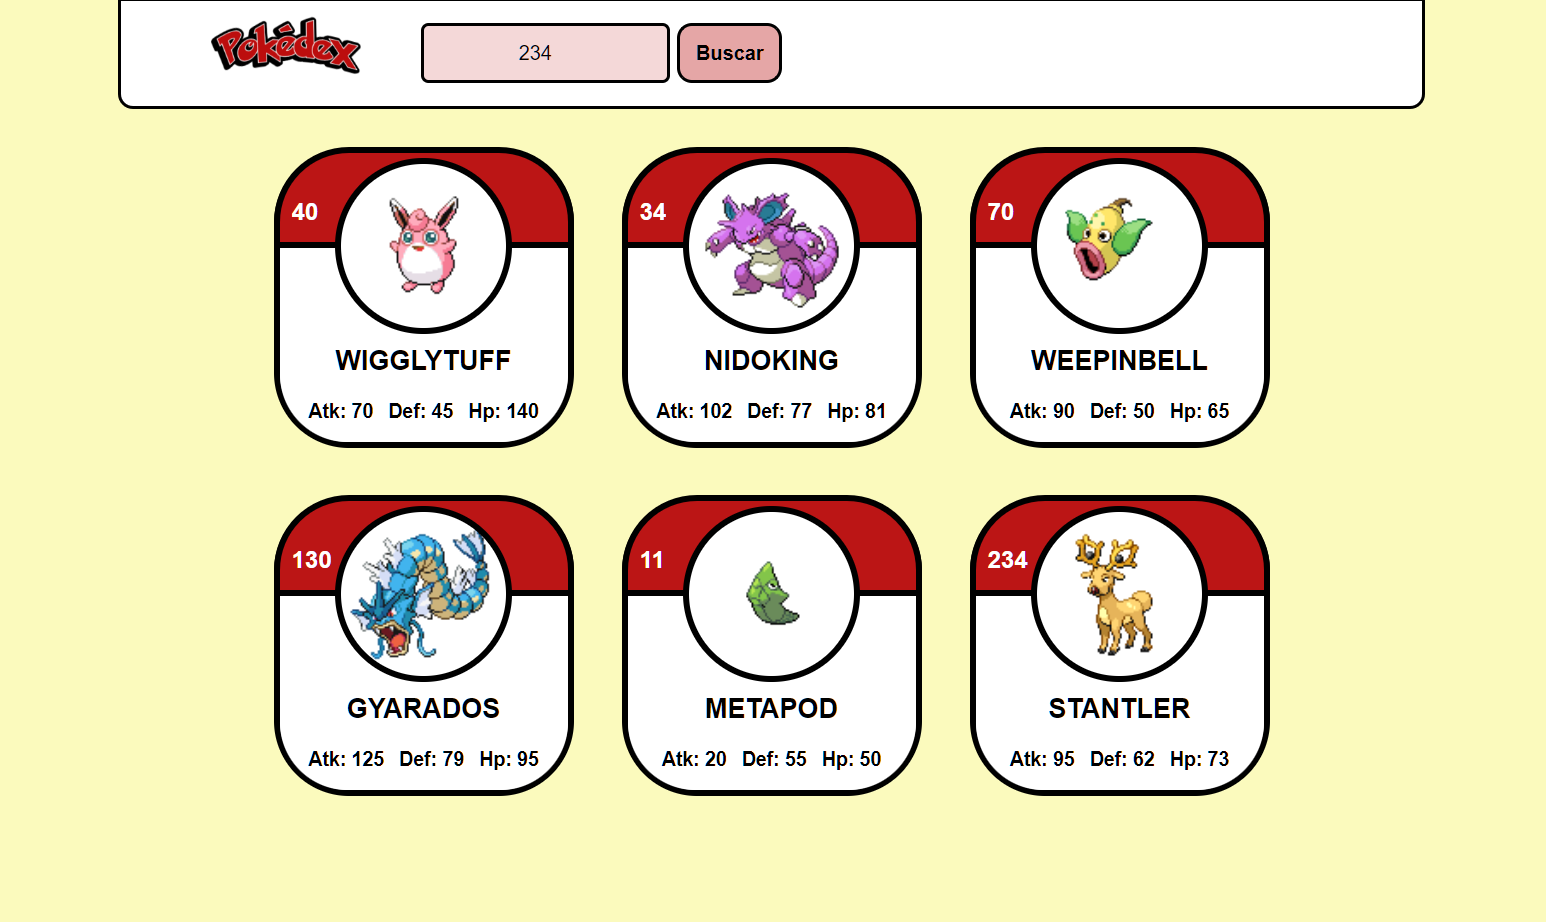 Pokédex
234
Buscar
40
WIGGLYTUFF
Atk: 70 Def: 45 Hp: 140
34
NIDOKING
Atk: 102 Def: 77 Hp: 81
70
WEEPINBELL
Atk: 90 Def: 50 Hp: 65
130
GYARADOS
Atk: 125 Def: 79 Hp: 95
11
METAPOD
Atk: 20 Def: 55 Hp: 50
234
STANTLER
Atk: 95 Def: 62 Hp: 73